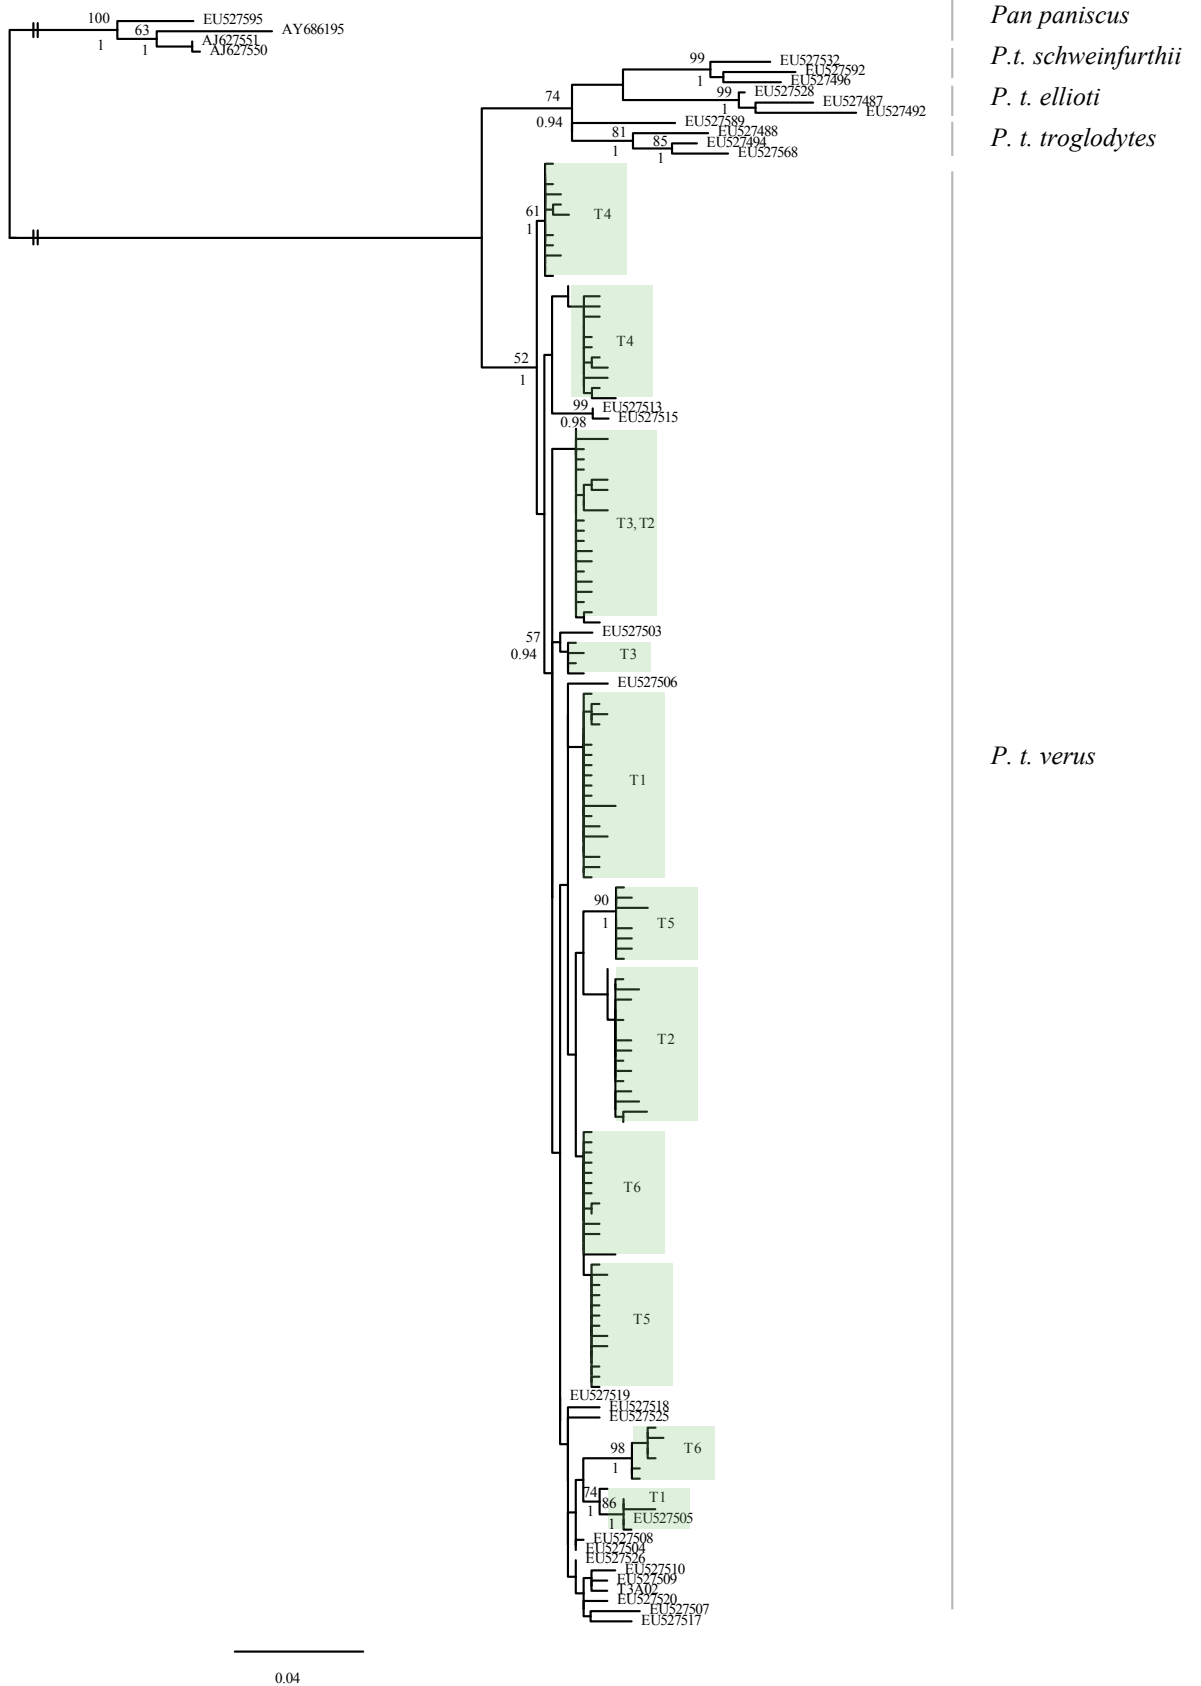 100
EU527595
Pan paniscus
63
AY686195
1
AJ627551
1
AJ627550
P.t. schweinfurthii
99
EU527532
EU527592
1
EU527496
99
EU527528
P. t. ellioti
74
1
EU527487
EU527492
0.94
EU527589
81
EU527488
P. t. troglodytes
85
EU527494
1
EU527568
1
61
T4
1
T4
52
1
99
EU527513
EU527515
0.98
T3, T2
57
EU527503
0.94
T3
EU527506
P. t. verus
T1
90
1
T5
T2
T6
T5
EU527519
EU527518
EU527525
98
T6
1
74
T1
86
1
EU527505
1
EU527508
EU527504
EU527526
EU527510
EU527509
T3A02
EU527520
EU527507
EU527517
0.04